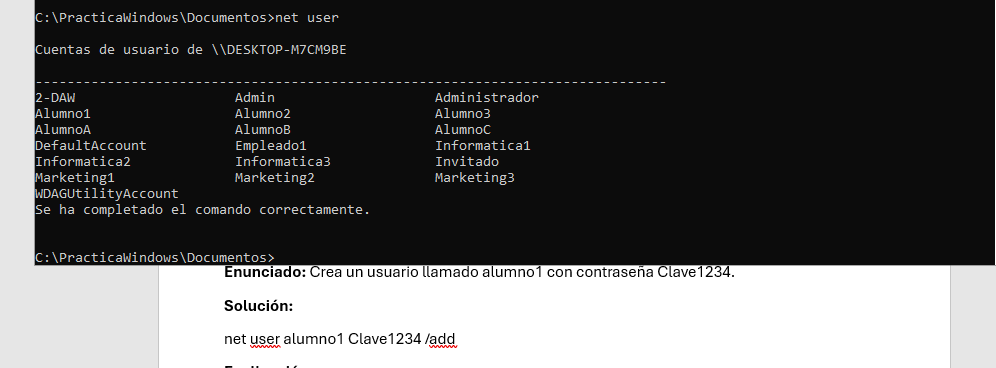 C:\PracticaWindows\Documentos>net user
Cuentas de usuario de \\DESKTOP-M7CM9BE
-------------------------------------------------------------------------------
2-DAW                    Admin                    Administrador
Alumno1                  Alumno2                  Alumno3
AlumnoA                  AlumnoB                  AlumnoC
DefaultAccount           Empleado1                Informatica1
Informatica2             Informatica3             Invitado
Marketing1               Marketing2               Marketing3
WDAGUtilityAccount
Se ha completado el comando correctamente.
C:\PracticaWindows\Documentos>
Enunciado: Crea un usuario llamado alumno1 con contraseña Clave1234.
Solución:
net user alumno1 Clave1234 /add